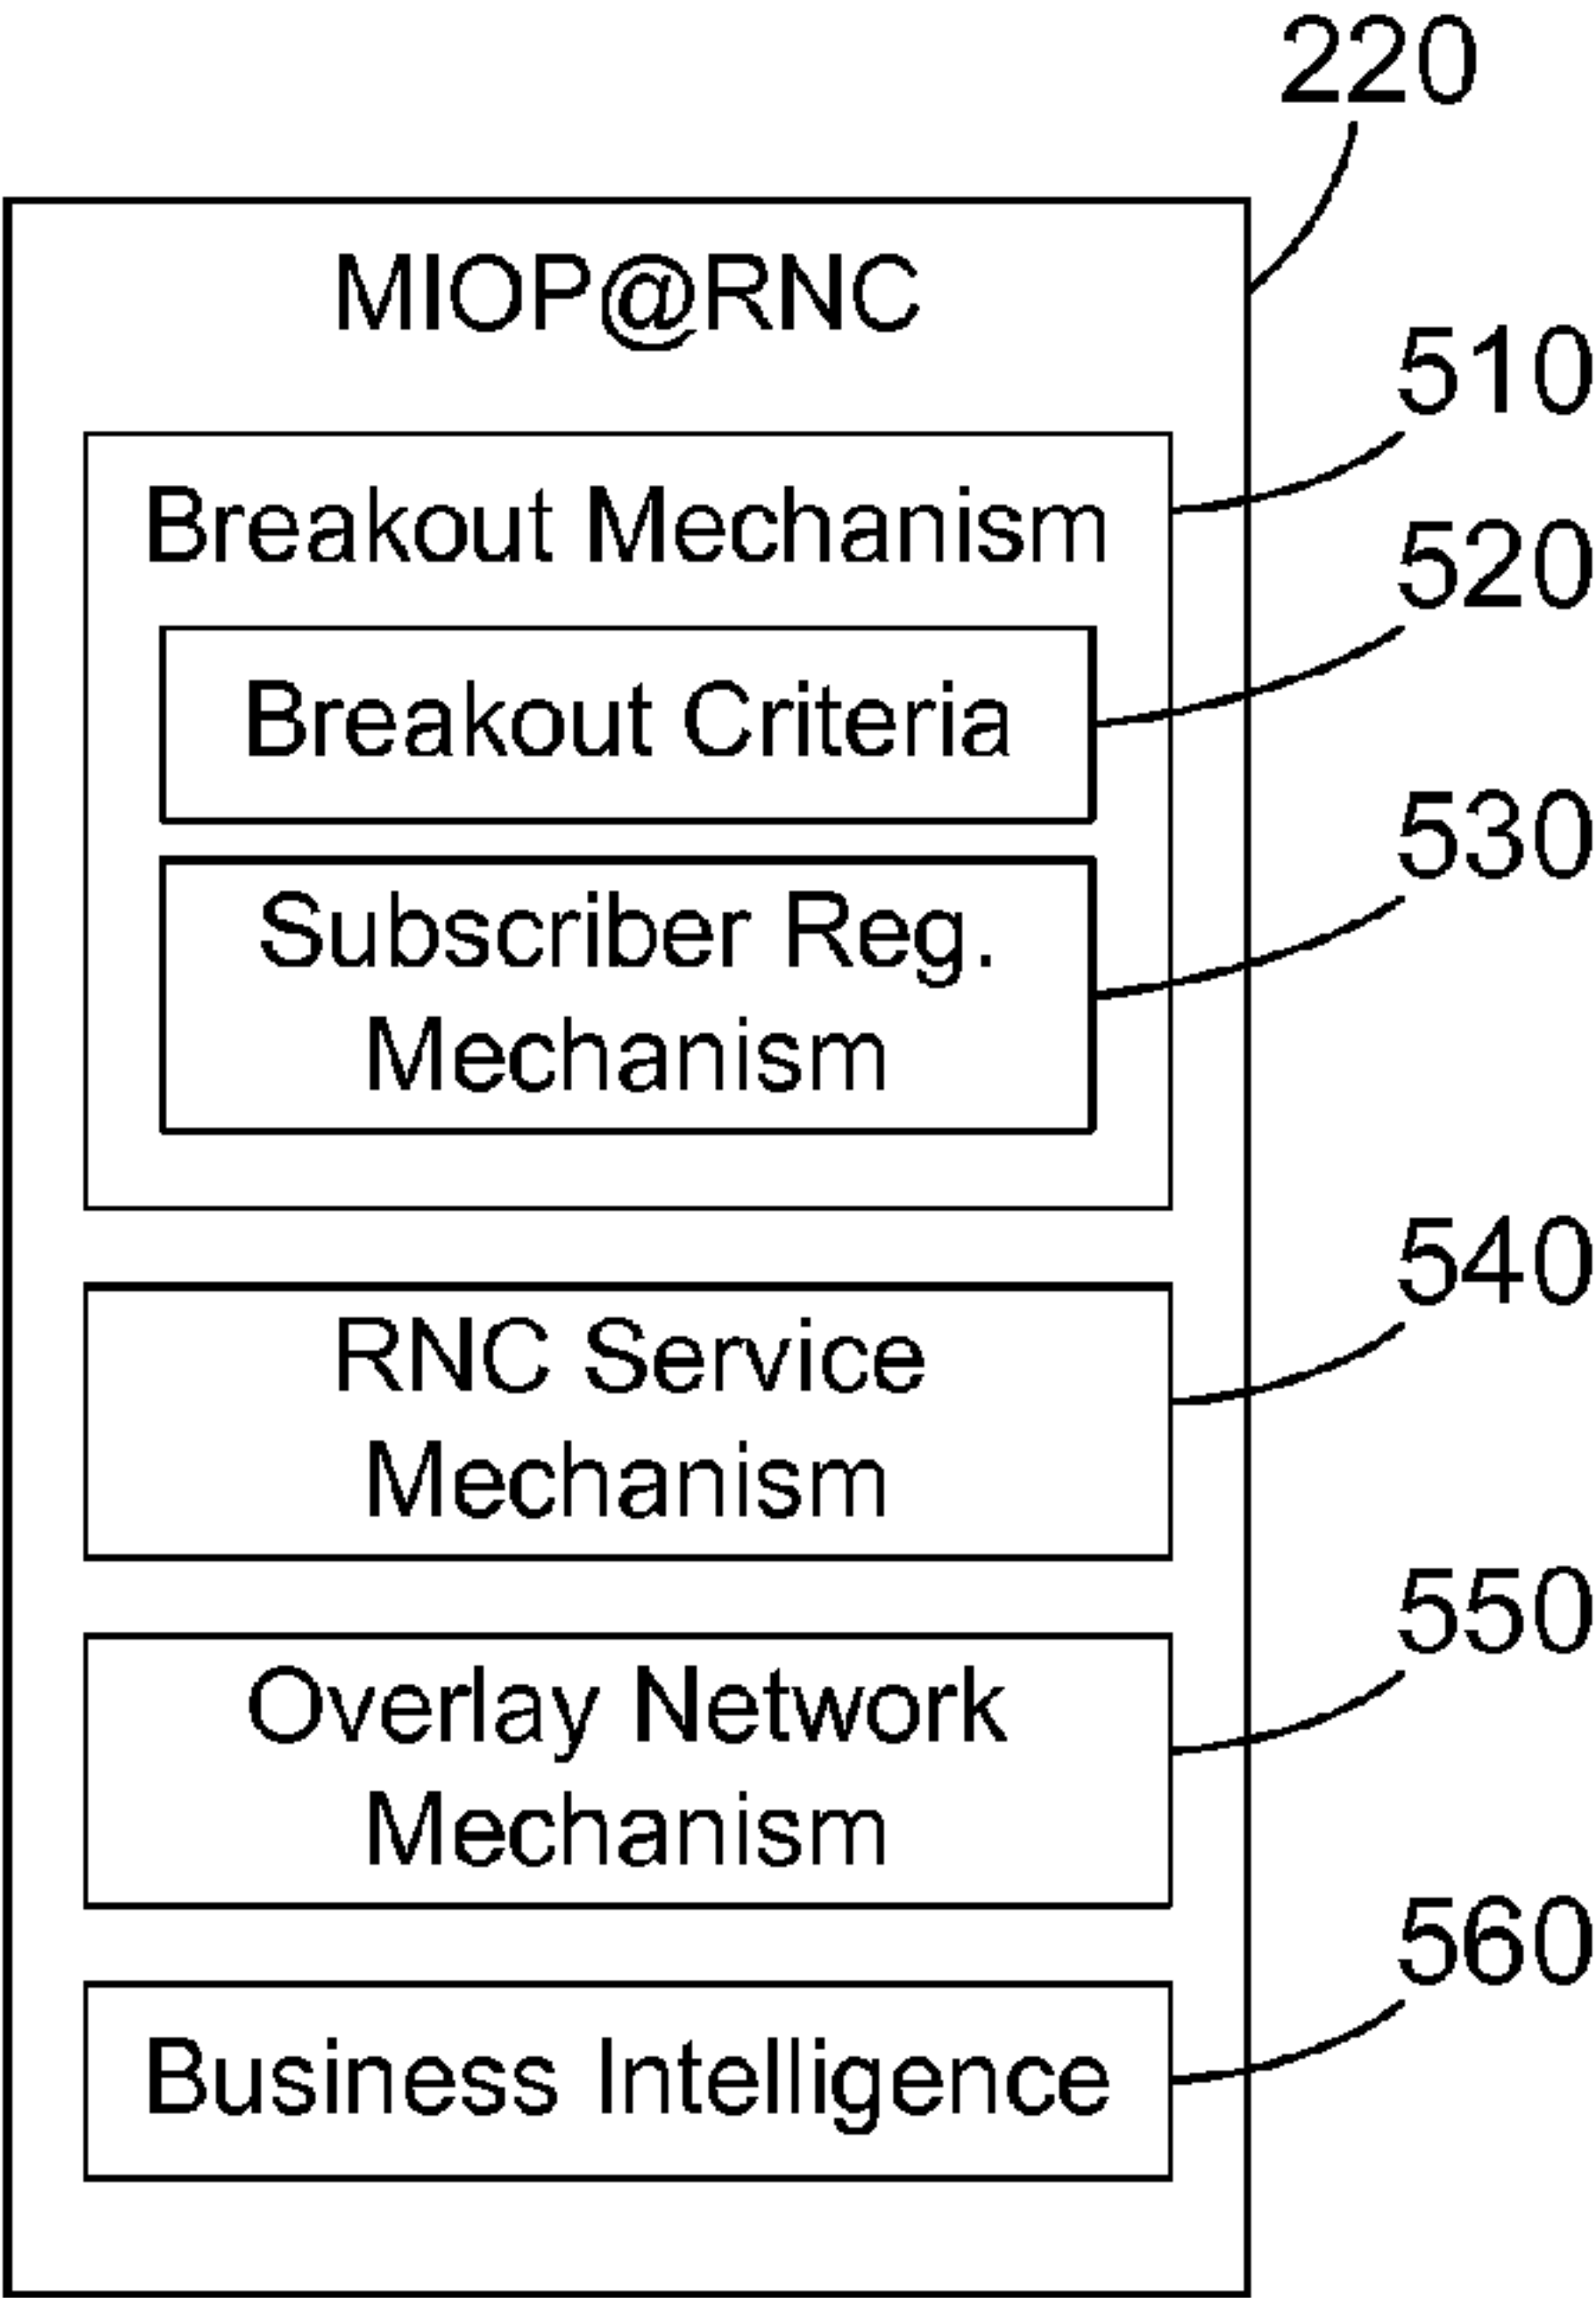 220
MIOP@RNC
510
Breakout Mechanism
520
Breakout Criteria
530
Subscriber Reg.
Mechanism
540
RNC Service
Mechanism
550
Overlay Network
Mechanism
560
Business Intelligence